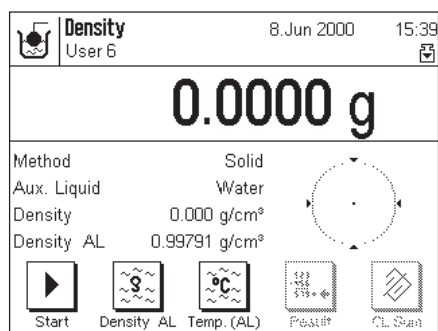 Density 8.Jun 2000 15:39
User 6
0.0000 g
Method Solid
Aux. Liquid Water
Density 0.000 g/cm³
Density AL 0.99791 g/cm³
°C
Start Density AL Temp. (AL) Result